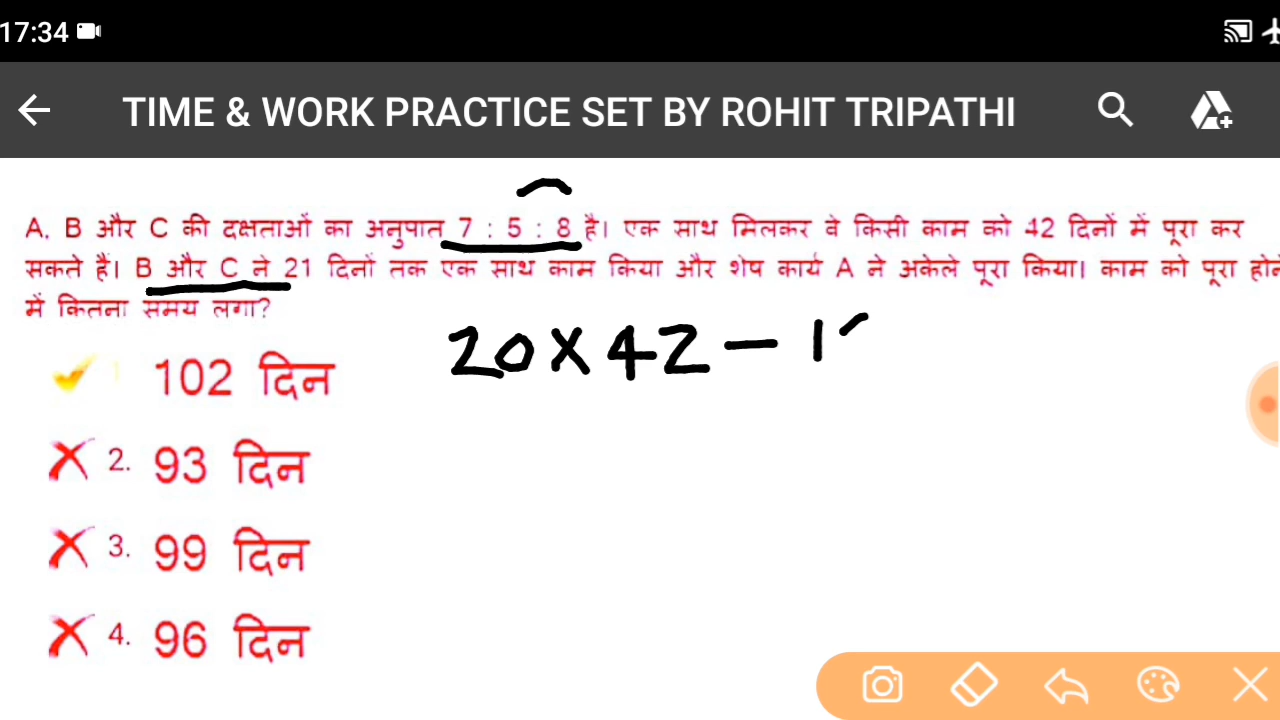 17:34
TIME & WORK PRACTICE SET BY ROHIT TRIPATHI
A, B और C की दक्षताओं का अनुपात 7 : 5 : 8 है। एक साथ मिलकर वे किसी काम को 42 दिनों में पूरा कर
सकते हैं। B और C ने 21 दिनों तक एक साथ काम किया और शेष कार्य A ने अकेले पूरा किया। काम को पूरा होने
में कितना समय लगा?
20 X 42 - 1
102 दिन
2. 93 दिन
3. 99 दिन
4. 96 दिन